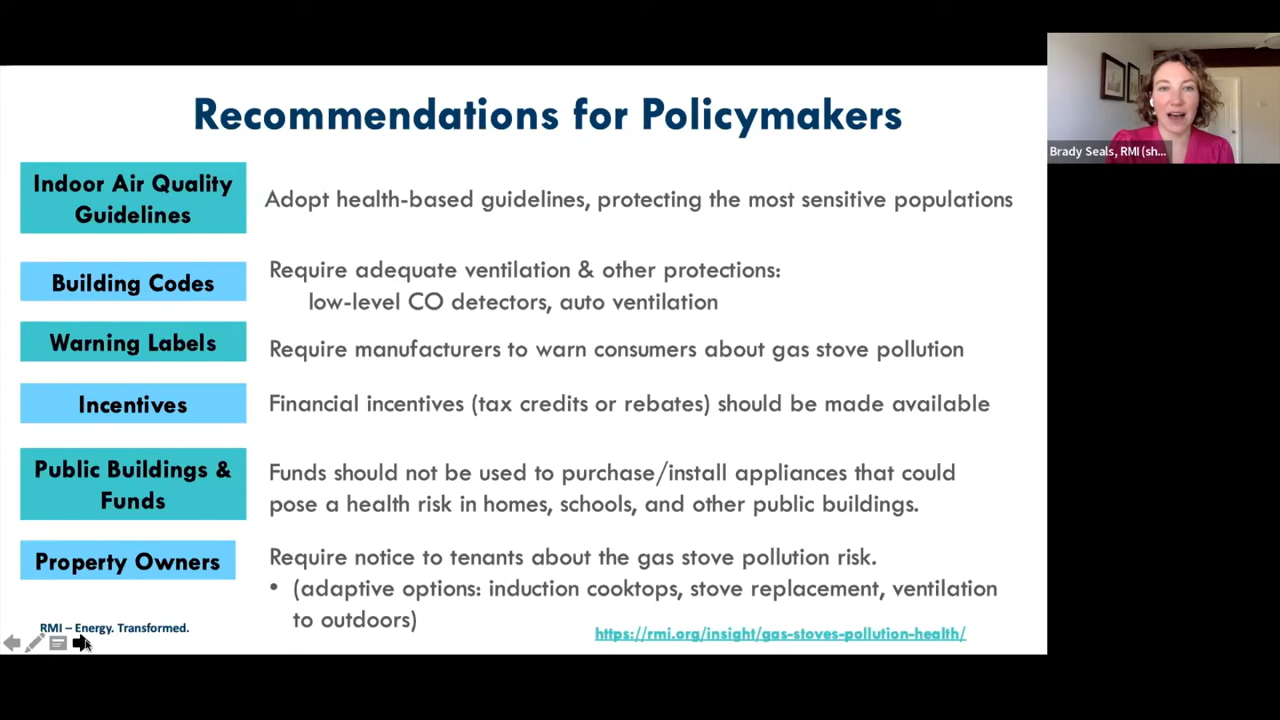 Recommendations for Policymakers
Brady Seals, RMI (sh...
Indoor Air Quality
Guidelines
Adopt health-based guidelines, protecting the most sensitive populations
Building Codes
Require adequate ventilation & other protections:
low-level CO detectors, auto ventilation
Warning Labels
Require manufacturers to warn consumers about gas stove pollution
Incentives
Financial incentives (tax credits or rebates) should be made available
Public Buildings &
Funds
Funds should not be used to purchase/install appliances that could
pose a health risk in homes, schools, and other public buildings.
Property Owners
Require notice to tenants about the gas stove pollution risk.
• (adaptive options: induction cooktops, stove replacement, ventilation
to outdoors)
RMI – Energy. Transformed.
https://rmi.org/insight/gas-stoves-pollution-health/